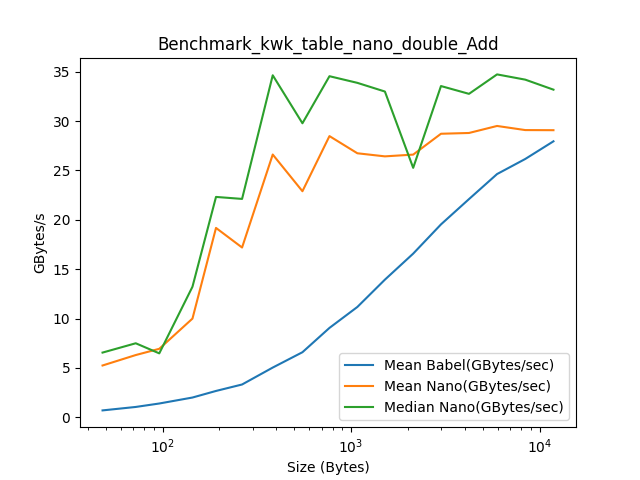 Benchmark_kwk_table_nano_double_Add
35
30
25
20
15
10
5
0
GBytes/s
10²
10³
10⁴
Size (Bytes)
Mean Babel(GBytes/sec)
Mean Nano(GBytes/sec)
Median Nano(GBytes/sec)